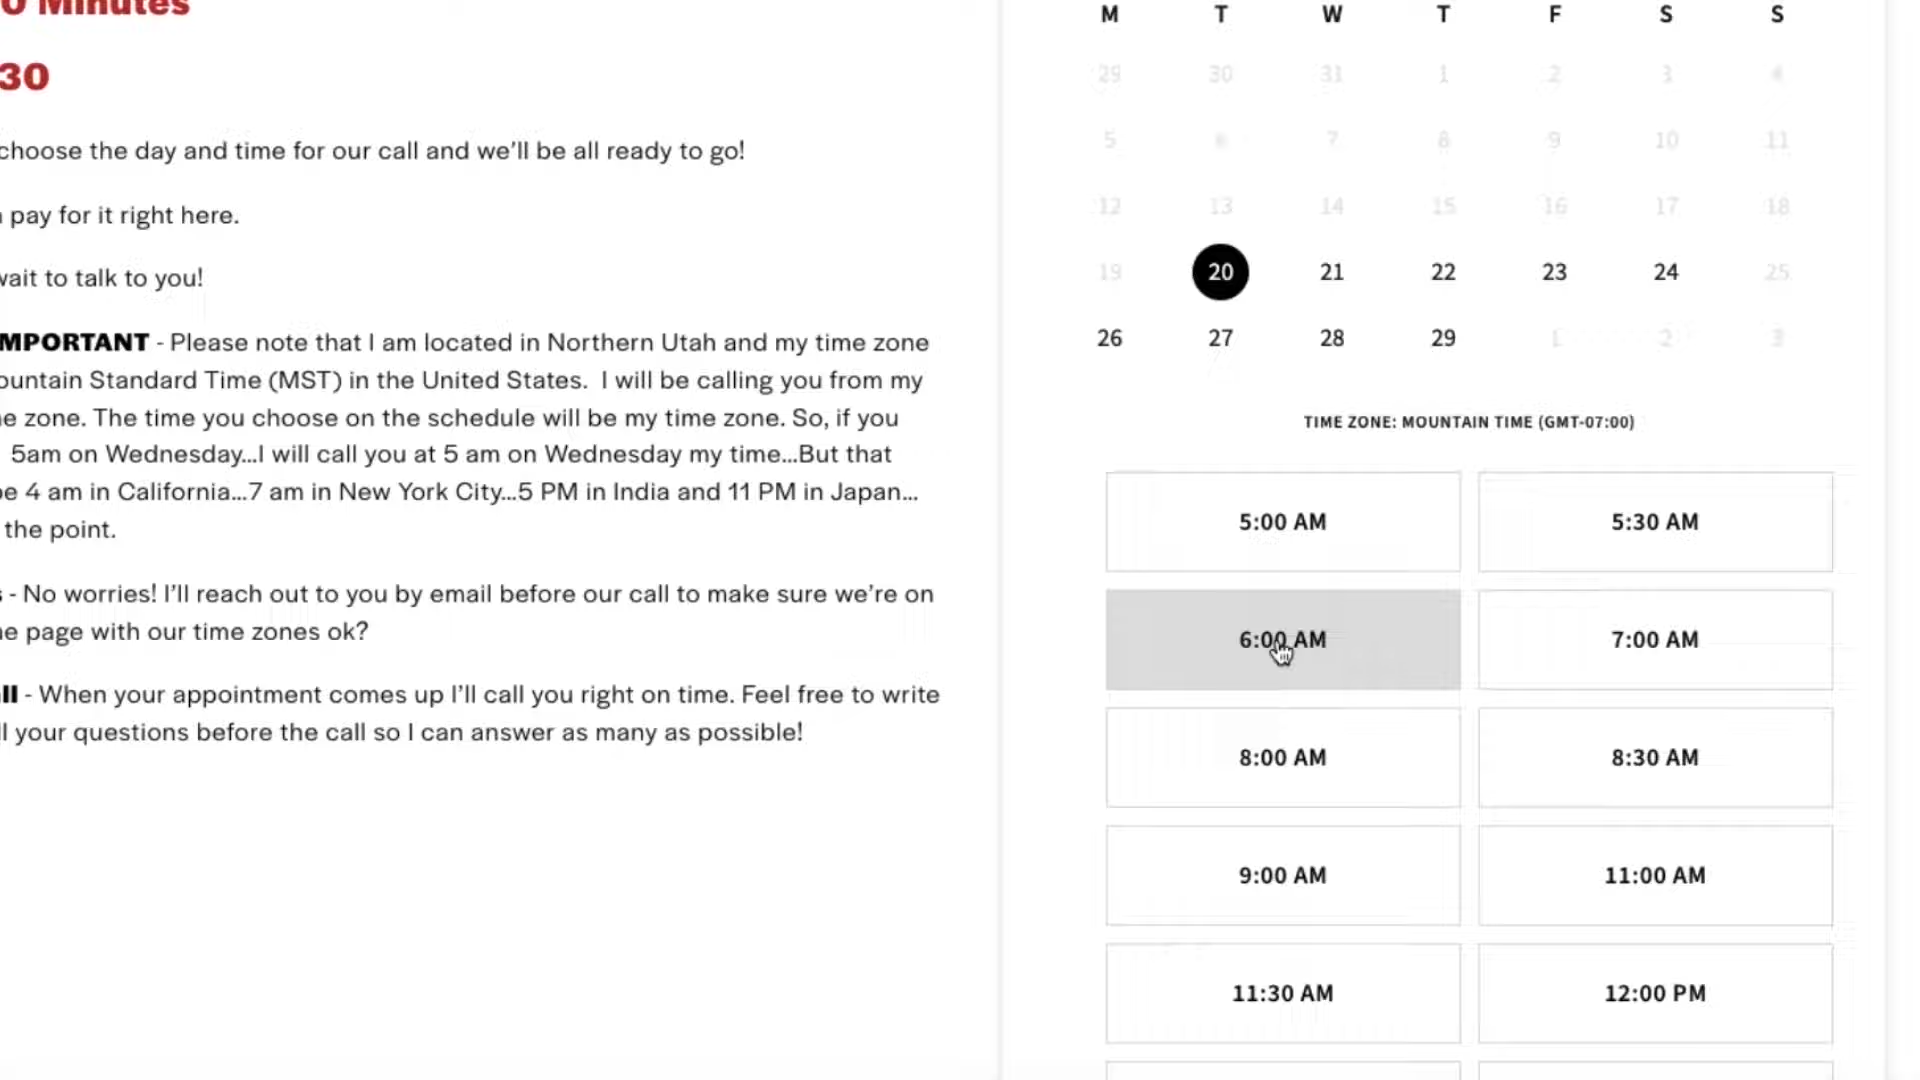 0 Minutes
30
choose the day and time for our call and we'll be all ready to go!
pay for it right here.
wait to talk to you!
IMPORTANT - Please note that I am located in Northern Utah and my time zone
ountain Standard Time (MST) in the United States. I will be calling you from my
e zone. The time you choose on the schedule will be my time zone. So, if you
5am on Wednesday...I will call you at 5 am on Wednesday my time...But that
be 4 am in California...7 am in New York City...5 PM in India and 11 PM in Japan...
the point.
s - No worries! I'll reach out to you by email before our call to make sure we're on
e page with our time zones ok?
ll - When your appointment comes up I'll call you right on time. Feel free to write
ll your questions before the call so I can answer as many as possible!
M T W T F S S
29 30 31 1 2 3 4
5 6 7 8 9 10 11
12 13 14 15 16 17 18
19 20 21 22 23 24 25
26 27 28 29 1 2 3
TIME ZONE: MOUNTAIN TIME (GMT-07:00)
5:00 AM 5:30 AM
6:00 AM 7:00 AM
8:00 AM 8:30 AM
9:00 AM 11:00 AM
11:30 AM 12:00 PM